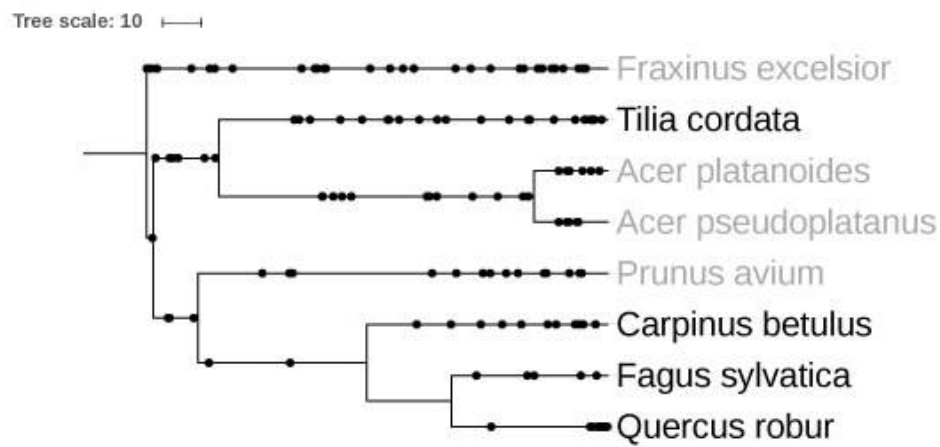 Tree scale: 10
Fraxinus excelsior
Tilia cordata
Acer platanoides
Acer pseudoplatanus
Prunus avium
Carpinus betulus
Fagus sylvatica
Quercus robur